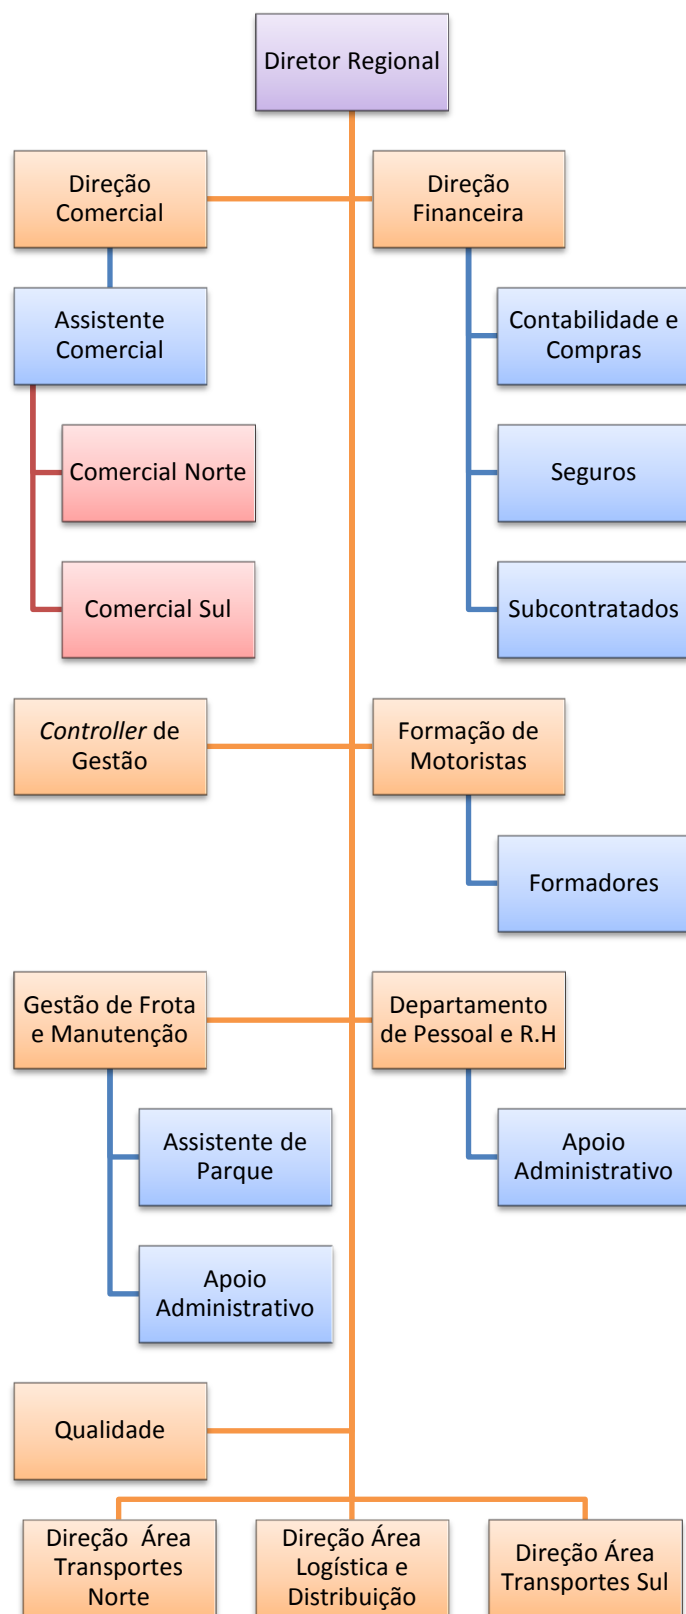 Diretor Regional
Direção
Comercial
Direção
Financeira
Assistente
Comercial
Contabilidade e
Compras
Comercial Norte
Seguros
Comercial Sul
Subcontratados
Controller de
Gestão
Formação de
Motoristas
Formadores
Gestão de Frota
e Manutenção
Departamento
de Pessoal e R.H
Assistente de
Parque
Apoio
Administrativo
Apoio
Administrativo
Qualidade
Direção Área
Transportes
Norte
Direção Área
Logística e
Distribuição
Direção Área
Transportes Sul